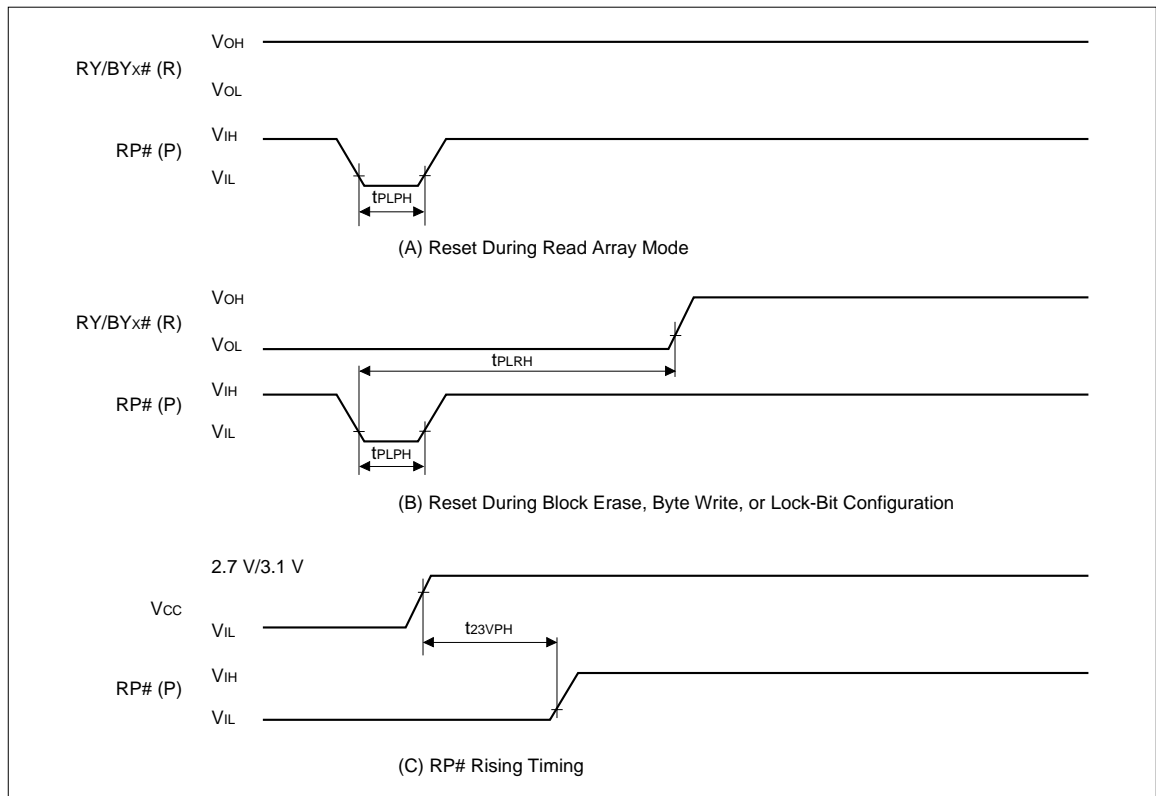 VOH
RY/BYX# (R)
VOL
VIH
RP# (P)
VIL
tPLPH
(A) Reset During Read Array Mode
VOH
RY/BYX# (R)
VOL
tPLRH
VIH
RP# (P)
VIL
tPLPH
(B) Reset During Block Erase, Byte Write, or Lock-Bit Configuration
2.7 V/3.1 V
VCC
VIL
t23VPH
VIH
RP# (P)
VIL
(C) RP# Rising Timing